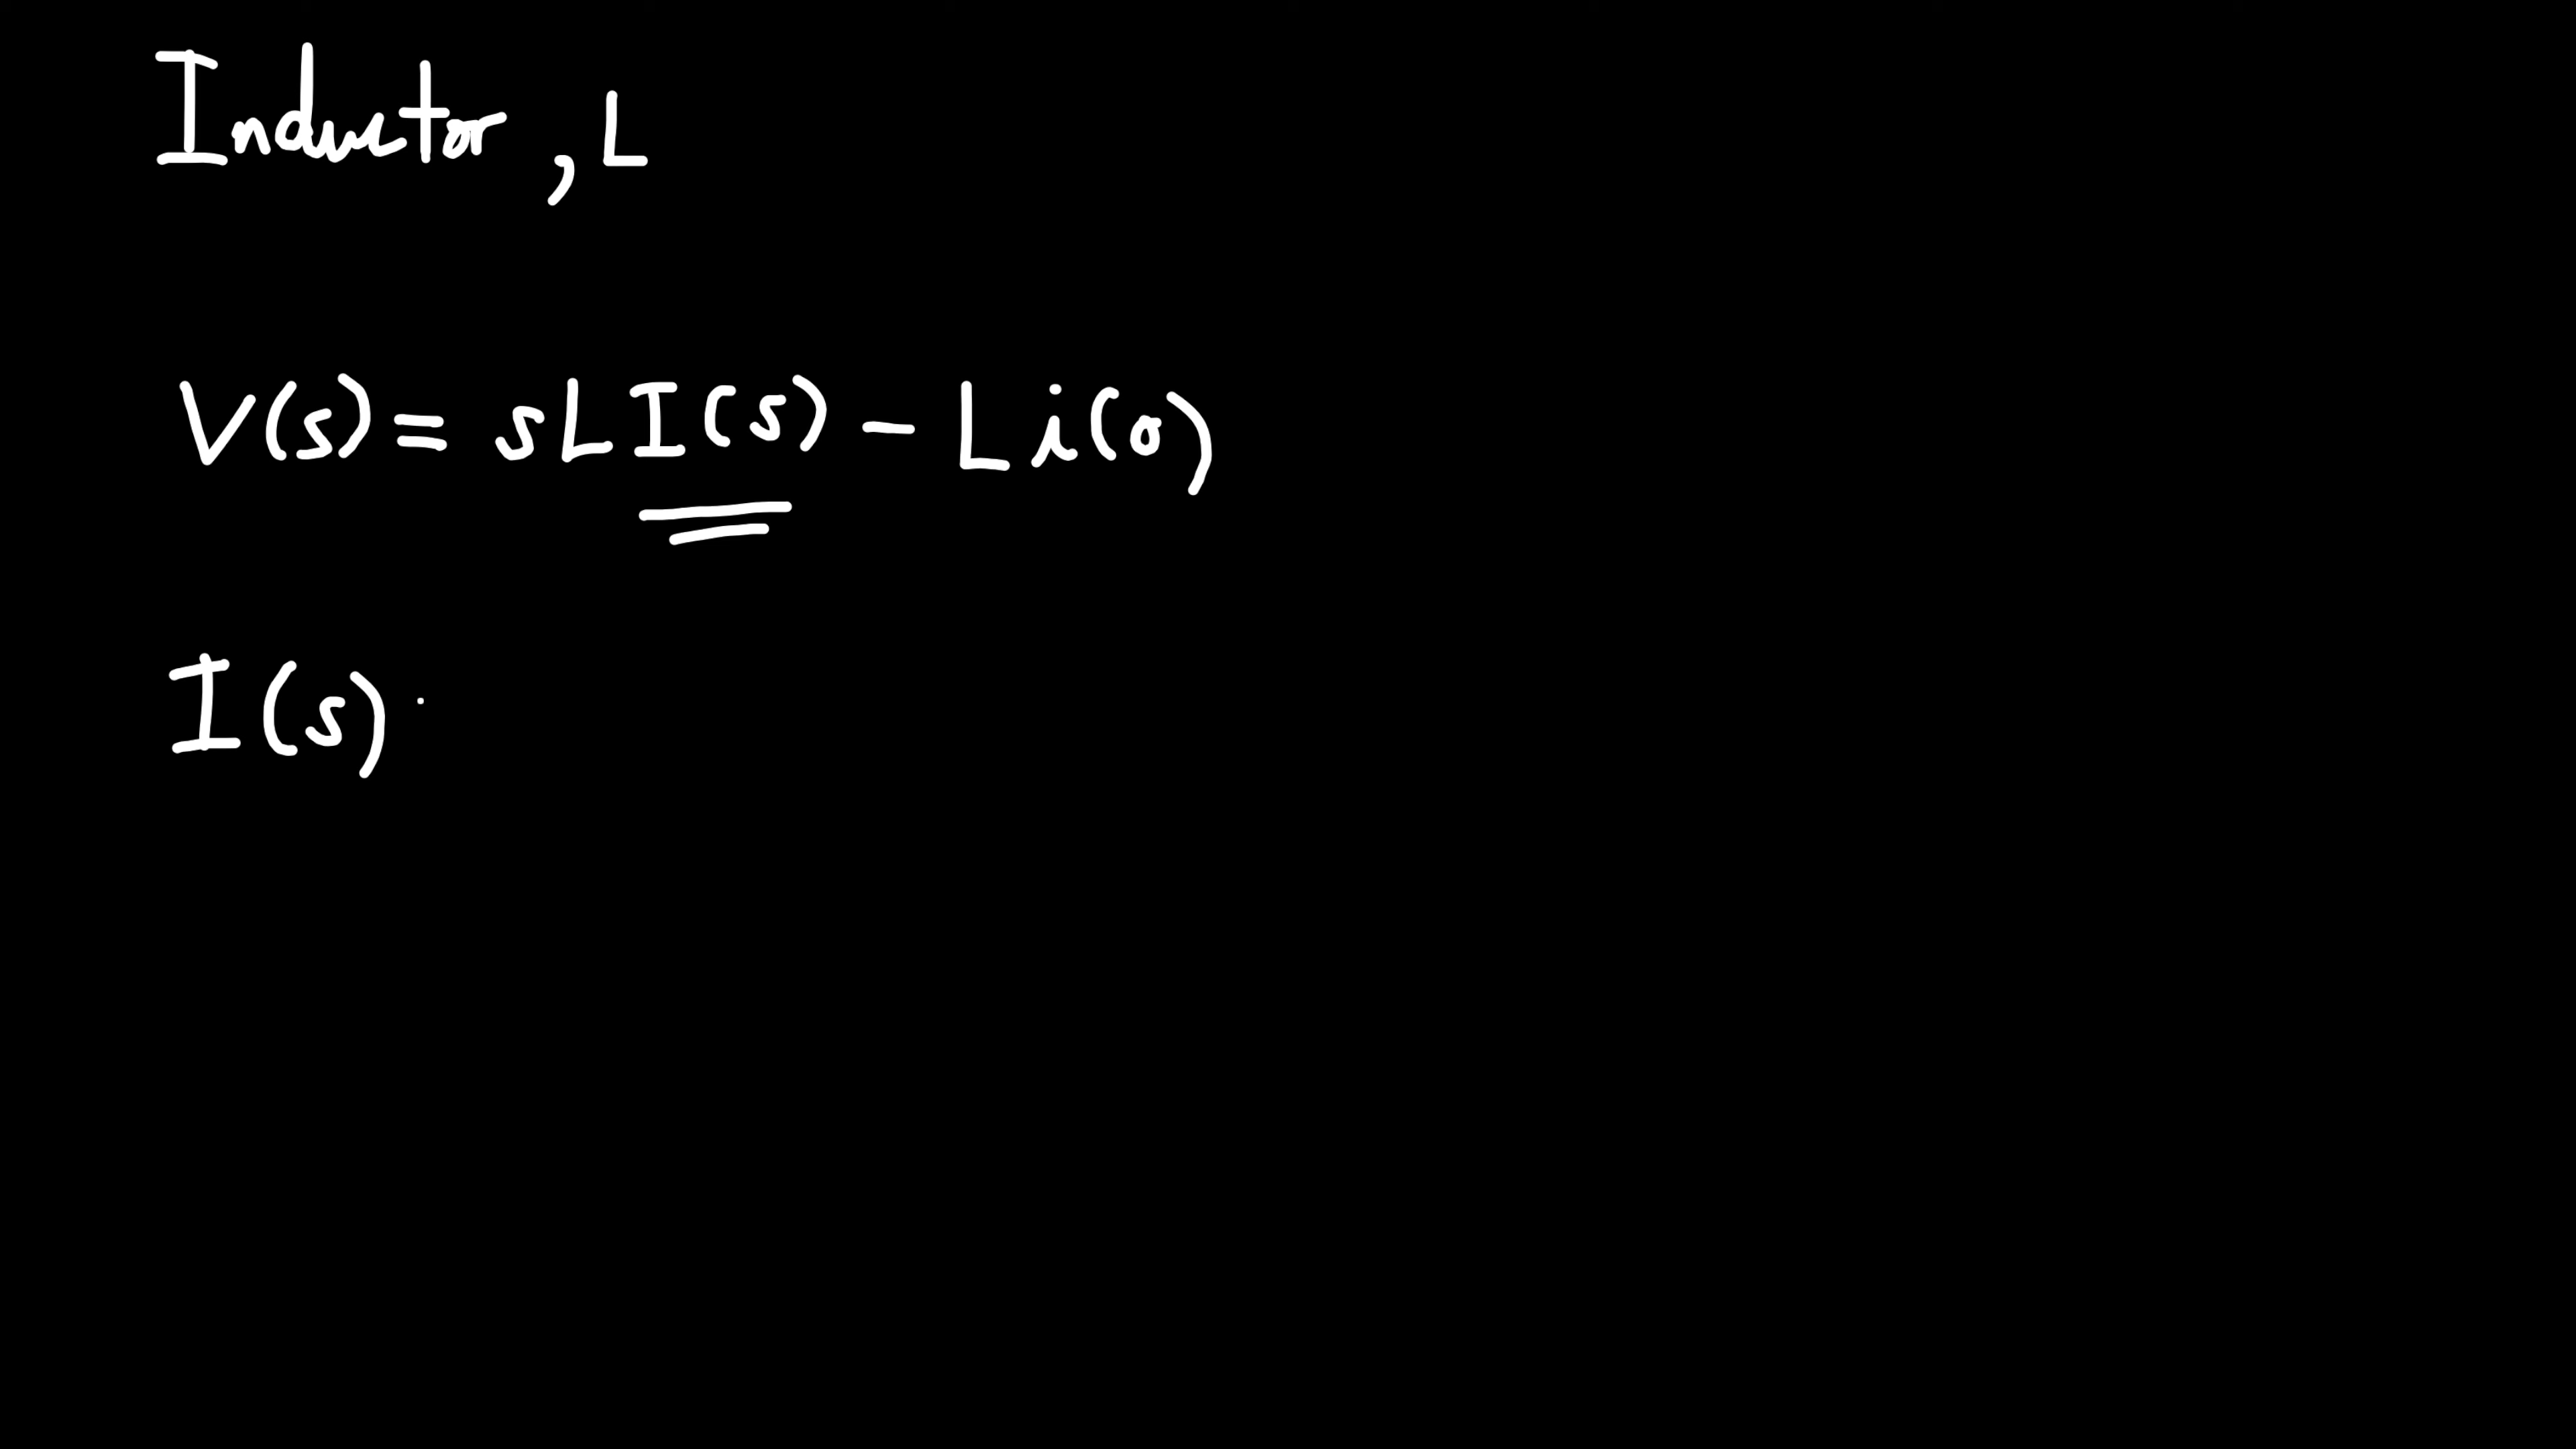 Inductor, L
V(s) = sLI(s) - Li(0)
I(s)